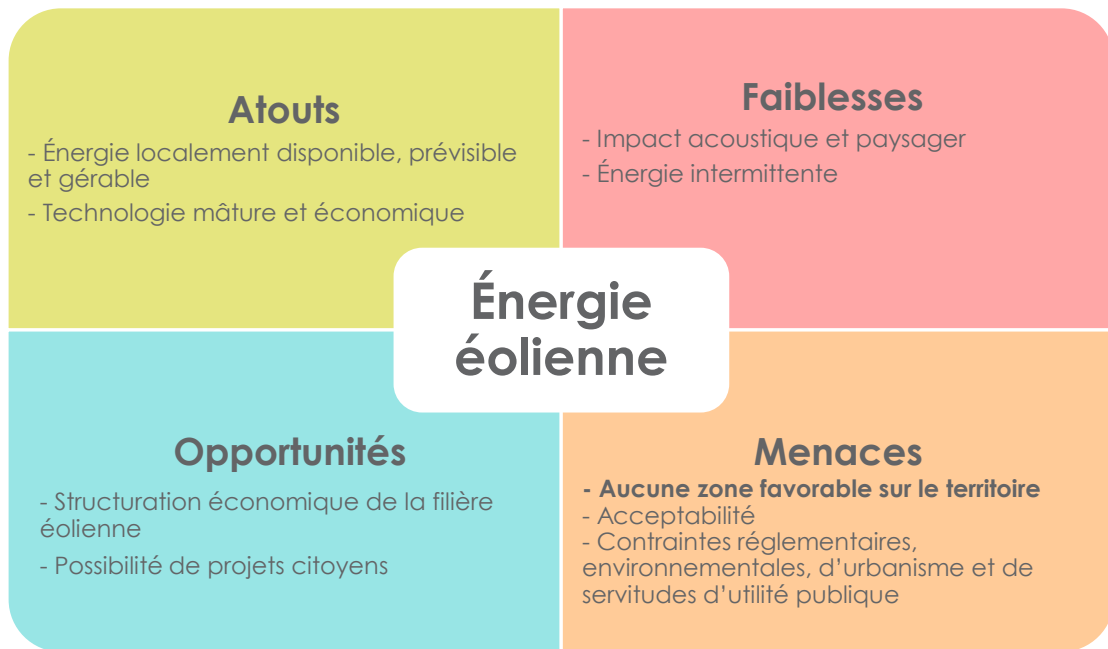 Atouts
- Énergie localement disponible, prévisible
et gérable
- Technologie mâture et économique
Faiblesses
- Impact acoustique et paysager
- Énergie intermittente
Énergie
éolienne
Opportunités
- Structuration économique de la filière
éolienne
- Possibilité de projets citoyens
Menaces
- Aucune zone favorable sur le territoire
- Acceptabilité
- Contraintes réglementaires,
environnementales, d’urbanisme et de
servitudes d’utilité publique